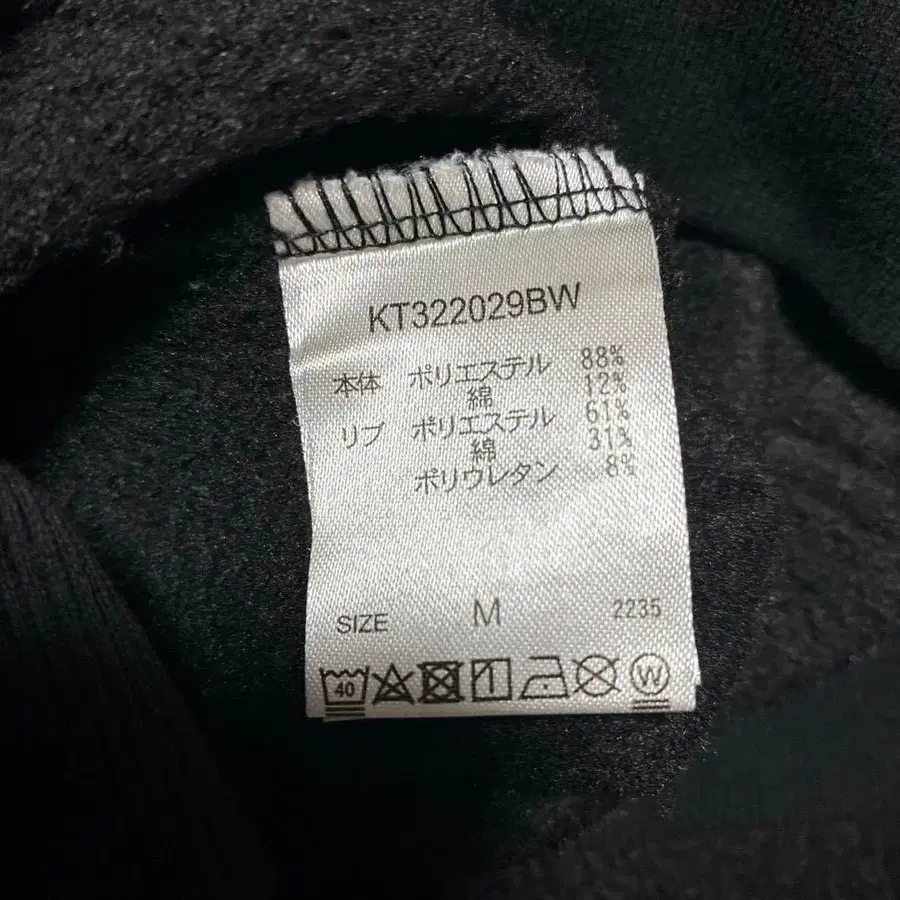 KT322029BW
本体 ポリエステル 88%
綿 12%
リブ ポリエステル 61%
綿 31%
ポリウレタン 8%
SIZE M 2235
40 W